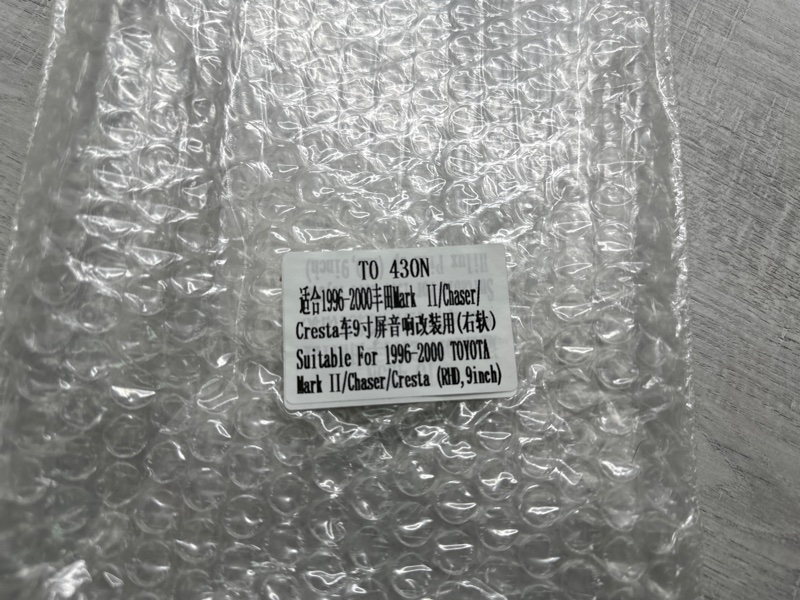 TO 430N
适合1996-2000丰田Mark II/Chaser/
Cresta车9寸屏音响改装用(右驮)
Suitable For 1996-2000 TOYOTA
Mark II/Chaser/Cresta (RHD,9inch)